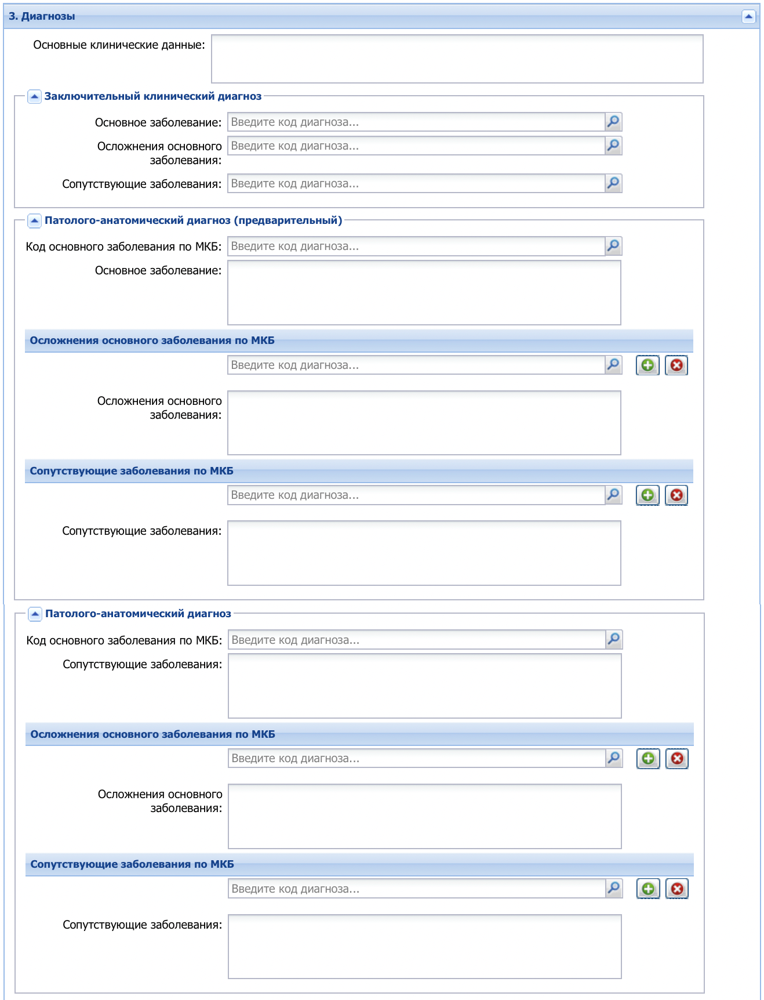 3. Диагнозы
Основные клинические данные:
Заключительный клинический диагноз
Основное заболевание: Введите код диагноза...
Осложнения основного заболевания: Введите код диагноза...
Сопутствующие заболевания: Введите код диагноза...
Патолого-анатомический диагноз (предварительный)
Код основного заболевания по МКБ: Введите код диагноза...
Основное заболевание:
Осложнения основного заболевания по МКБ
Введите код диагноза...
Осложнения основного
заболевания:
Сопутствующие заболевания по МКБ
Введите код диагноза...
Сопутствующие заболевания:
Патолого-анатомический диагноз
Код основного заболевания по МКБ: Введите код диагноза...
Сопутствующие заболевания:
Осложнения основного заболевания по МКБ
Введите код диагноза...
Осложнения основного
заболевания:
Сопутствующие заболевания по МКБ
Введите код диагноза...
Сопутствующие заболевания: